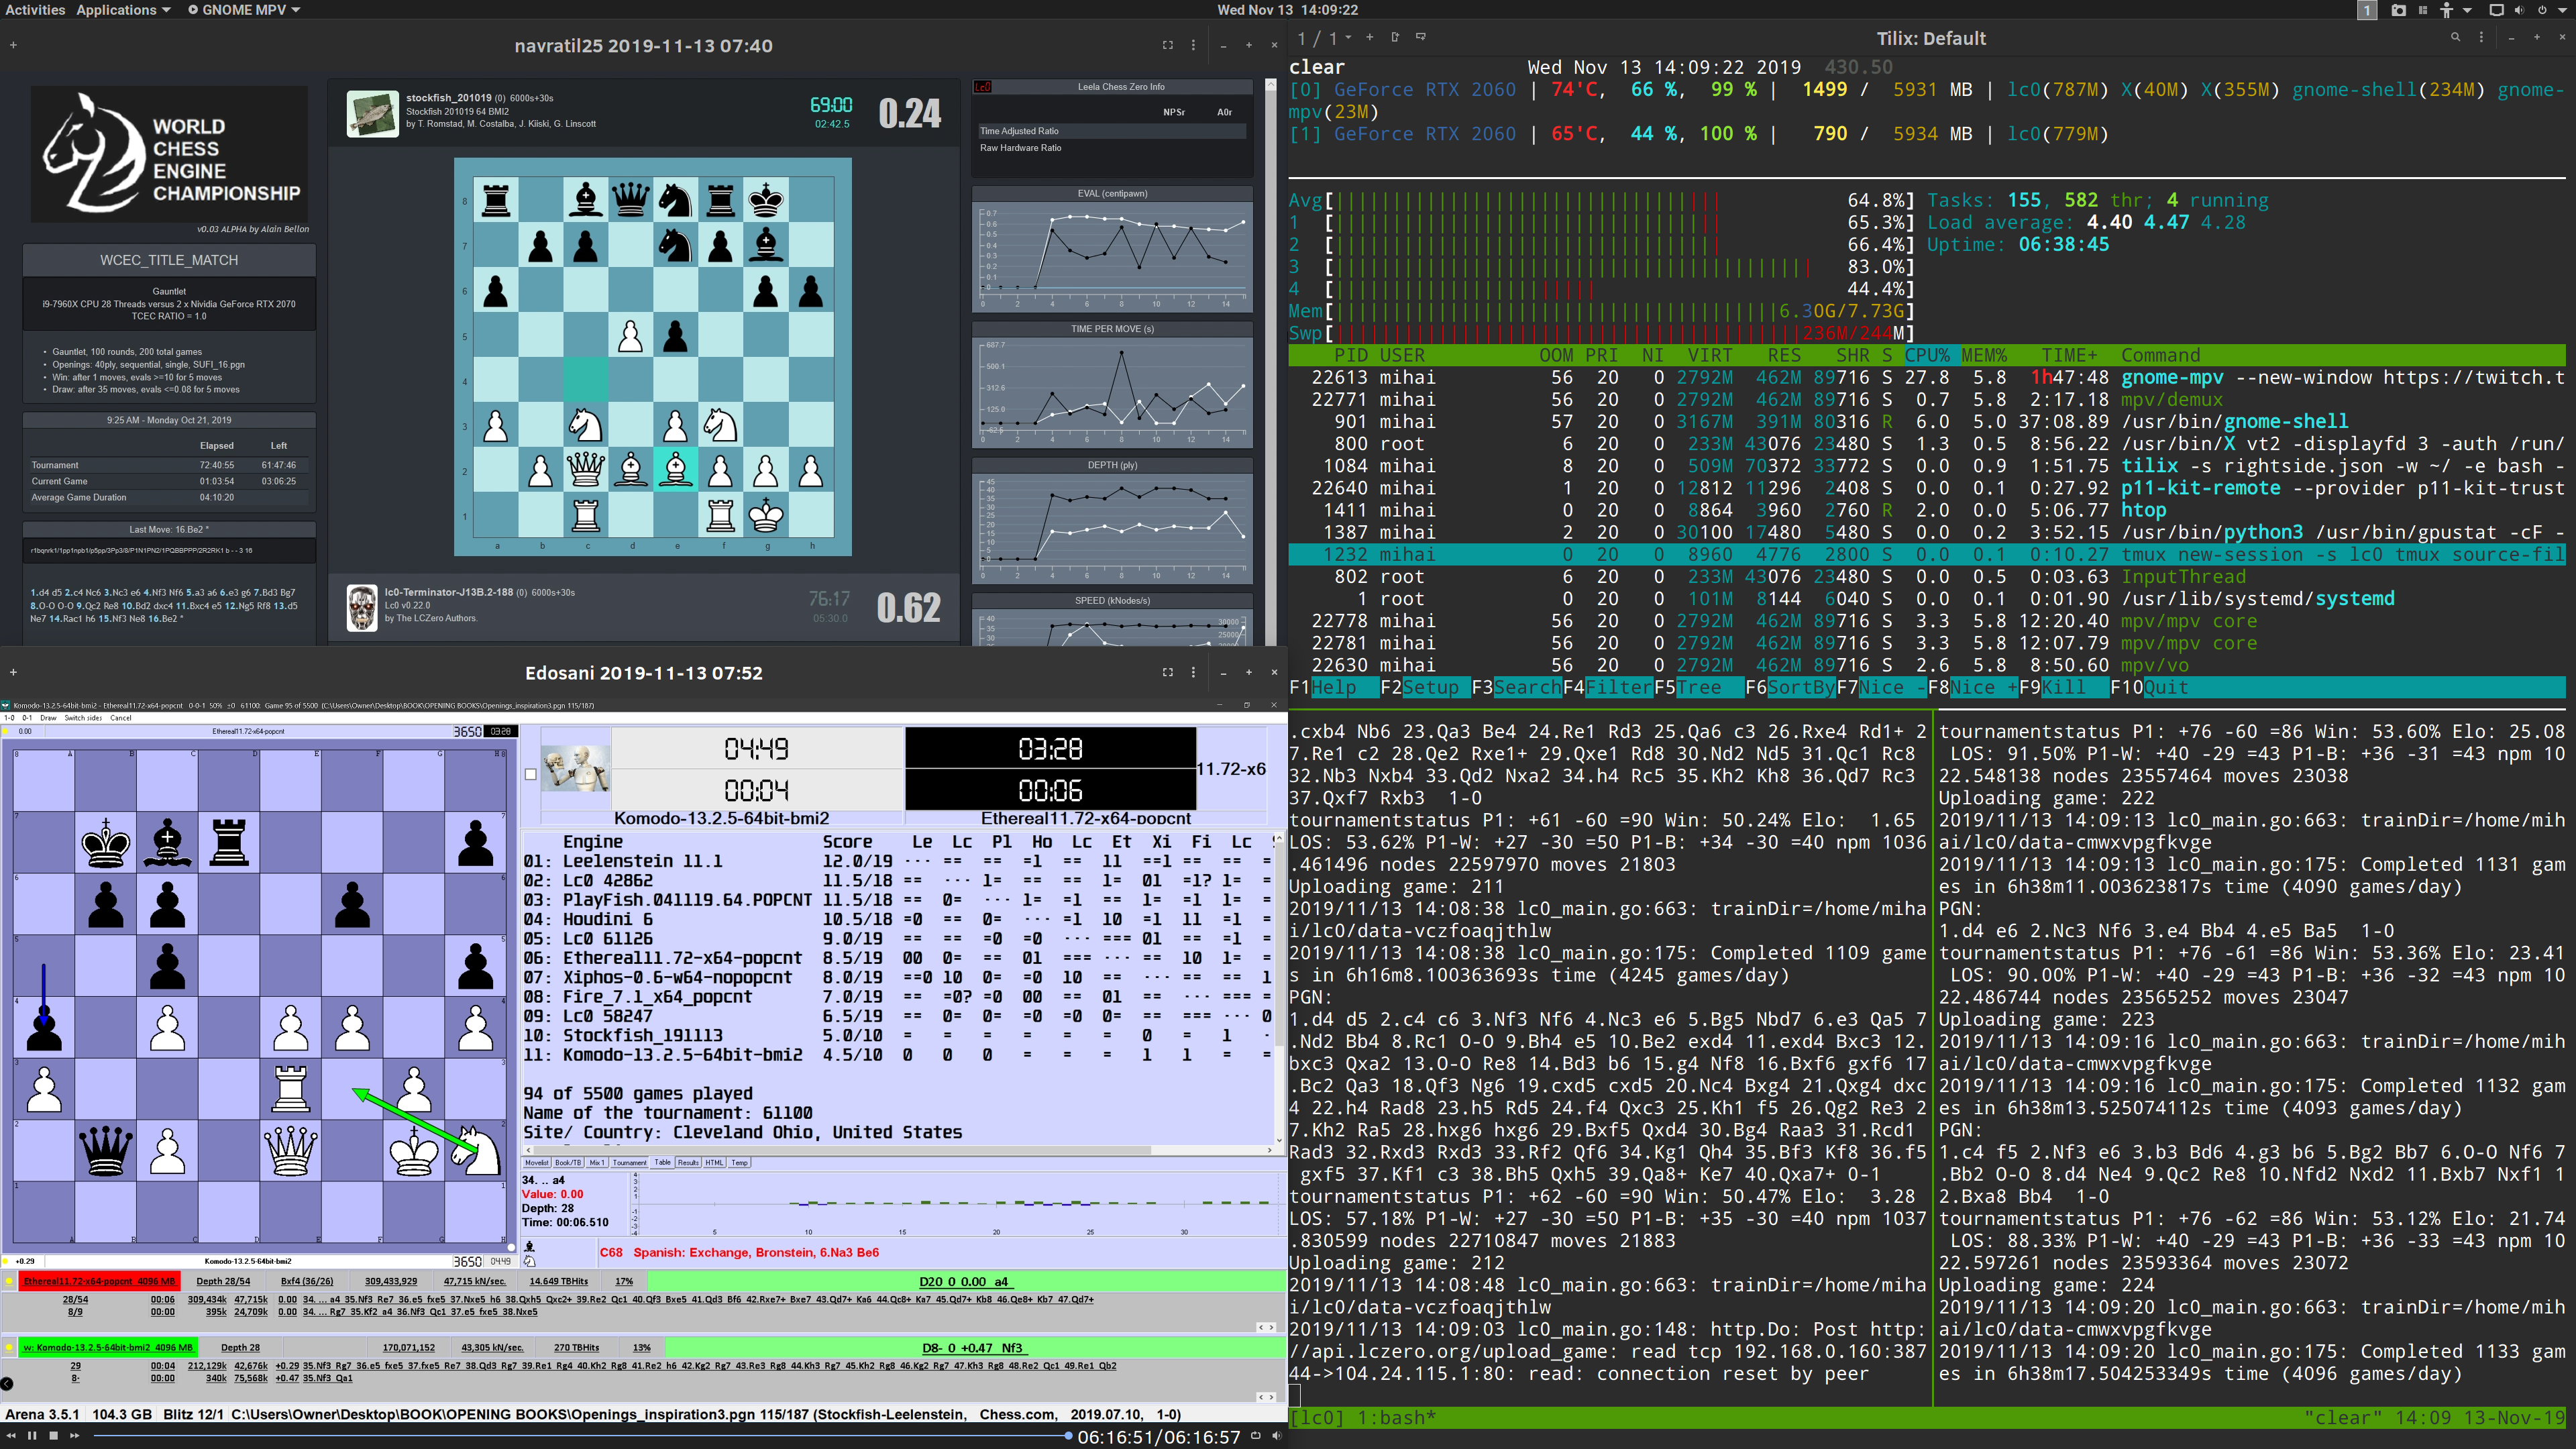 Activities Applications GNOME MPV Wed Nov 13 14:09:22 1
navratil25 2019-11-13 07:40
WORLD
CHESS
ENGINE
CHAMPIONSHIP
v0.03 ALPHA by Alain Bellon
WCEC_TITLE_MATCH
Gauntlet
i9-7960X CPU 28 Threads versus 2 x Nvidia GeForce RTX 2070
TCEC RATIO = 1.0
Gauntlet, 100 rounds, 200 total games
Openings: 40ply, sequential, single, SUFI_16.pgn
Win: after 1 moves, evals >=10 for 5 moves
Draw: after 35 moves, evals <=0.08 for 5 moves
9:25 AM - Monday Oct 21, 2019
Elapsed Left
Tournament 72:40:55 61:47:46
Current Game 01:03:54 03:06:25
Average Game Duration 04:10:20
Last Move: 16.Be2 *
r1bqnrk1/1pp1npb1/p5pp/3Pp3/8/P1N1PN2/1PQBBPPP/2R2RK1 b - - 3 16
1.d4 d5 2.c4 Nc6 3.Nc3 e6 4.Nf3 Nf6 5.a3 a6 6.e3 g6 7.Bd3 Bg7
8.O-O O-O 9.Qc2 Re8 10.Bd2 dxc4 11.Bxc4 e5 12.Ng5 Rf8 13.d5
Ne7 14.Rac1 h6 15.Nf3 Ne8 16.Be2 *
stockfish_201019 (0) 6000s+30s
Stockfish 201019 64 BMI2
by T. Romstad, M. Costalba, J. Kiiski, G. Linscott
69:00
02:42.5
0.24
8
7
6
5
4
3
2
1
a b c d e f g h
lc0-Terminator-J13B.2-188 (0) 6000s+30s
Lc0 v0.22.0
by The LCZero Authors.
76:17
05:30.0
0.62
Lc0 Leela Chess Zero Info
NPSr A0r
Time Adjusted Ratio
Raw Hardware Ratio
EVAL (centipawn)
TIME PER MOVE (s)
DEPTH (ply)
SPEED (kNodes/s)
Edosani 2019-11-13 07:52
Komodo-13.2.5-64bit-bmi2 - Ethereal11.72-x64-popcnt 0-0-1 50% ±0 61100: Game 95 of 5500 (C:\Users\Owner\Desktop\BOOK\OPENING BOOKS\Openings_inspiration3.pgn 115/187)
1-0 0-1 Draw Switch sides Cancel
0.00 Ethereal11.72-x64-popcnt 3650 03:28
+0.29 Komodo-13.2.5-64bit-bmi2 3650 04:49
04:49 03:28
00:04 00:06
11.72-x6
Komodo-13.2.5-64bit-bmi2 Ethereal11.72-x64-popcnt
Engine Score Le Lc Pl Ho Lc Et Xi Fi Lc
01: Leelenstein 11.1 12.0/19 ··· == == =1 == 11 ==1 == == =
02: Lc0 42862 11.5/18 == ··· 1= == == 1= 01 =1? 1= =
03: PlayFish.041119.64.POPCNT 11.5/18 == 0= ··· 1= =1 == 1= =1 1= =
04: Houdini 6 10.5/18 =0 == 0= ··· =1 10 =1 11 =1 =
05: Lc0 61126 9.0/19 == == =0 =0 ··· === 01 == =1 =
06: Ethereal11.72-x64-popcnt 8.5/19 00 0= == 01 === ··· == 10 1= =
07: Xiphos-0.6-w64-nopopcnt 8.0/19 ==0 10 0= =0 10 == ··· == == 1
08: Fire_7.1_x64_popcnt 7.0/19 == =0? =0 00 == 01 == ··· === =
09: Lc0 58247 6.5/19 == 0= 0= =0 =0 0= == === ··· 0
10: Stockfish_191113 5.0/10 = = = = = = 0 = 1 ·
11: Komodo-13.2.5-64bit-bmi2 4.5/10 0 0 0 = = = 1 1 = =
94 of 5500 games played
Name of the tournament: 61100
Site/ Country: Cleveland Ohio, United States
Movelist Book/TB Mix 1 Tournament Table Results HTML Temp
34. .. a4
Value: 0.00
Depth: 28
Time: 00:06.510
5 10 15 20 25 30
C68 Spanish: Exchange, Bronstein, 6.Na3 Be6
Ethereal11.72-x64-popcnt 4096 MB Depth 28/54 Bxf4 (36/26) 309,433,929 47,715 kN/sec. 14.649 TBHits 17% D20 0 0.00 a4
28/54 00:06 309,434k 47,715k 0.00 34. ... a4 35.Nf3 Re7 36.e5 fxe5 37.Nxe5 h6 38.Qxh5 Qxc2+ 39.Re2 Qc1 40.Qf3 Bxe5 41.Qd3 Bf6 42.Rxe7+ Bxe7 43.Qd7+ Ka6 44.Qc8+ Ka7 45.Qd7+ Kb8 46.Qe8+ Kb7 47.Qd7+
8/9 00:00 395k 24,709k 0.00 34. ... Rg7 35.Kf2 a4 36.Nf3 Qc1 37.e5 fxe5 38.Nxe5
w: Komodo-13.2.5-64bit-bmi2 4096 MB Depth 28 170,071,152 43,305 kN/sec. 270 TBHits 13% D8- 0 +0.47 Nf3
29 00:04 212,129k 42,676k +0.29 35.Nf3 Rg7 36.e5 fxe5 37.fxe5 Re7 38.Qd3 Rg7 39.Re1 Rg4 40.Kh2 Rg8 41.Re2 h6 42.Kg2 Rg7 43.Re3 Rg8 44.Kh3 Rg7 45.Kh2 Rg8 46.Kg2 Rg7 47.Kh3 Rg8 48.Re2 Qc1 49.Re1 Qb2
8- 00:00 340k 75,568k +0.47 35.Nf3 Qa1
Arena 3.5.1 104.3 GB Blitz 12/1 C:\Users\Owner\Desktop\BOOK\OPENING BOOKS\Openings_inspiration3.pgn 115/187 (Stockfish-Leelenstein, Chess.com, 2019.07.10, 1-0)
06:16:51/06:16:57
1 / 1 Tilix: Default
clear Wed Nov 13 14:09:22 2019 430.50
[0] GeForce RTX 2060 | 74'C, 66 %, 99 % | 1499 / 5931 MB | lc0(787M) X(40M) X(355M) gnome-shell(234M) gnome-
mpv(23M)
[1] GeForce RTX 2060 | 65'C, 44 %, 100 % | 790 / 5934 MB | lc0(779M)
Avg[ 64.8%] Tasks: 155, 582 thr; 4 running
1 [ 65.3%] Load average: 4.40 4.47 4.28
2 [ 66.4%] Uptime: 06:38:45
3 [ 83.0%]
4 [ 44.4%]
Mem[ 6.30G/7.73G]
Swp[ 236M/244M]
PID USER OOM PRI NI VIRT RES SHR S CPU% MEM% TIME+ Command
22613 mihai 56 20 0 2792M 462M 89716 S 27.8 5.8 1h47:48 gnome-mpv --new-window https://twitch.t
22771 mihai 56 20 0 2792M 462M 89716 S 0.7 5.8 2:17.18 mpv/demux
901 mihai 57 20 0 3167M 391M 80316 R 6.0 5.0 37:08.89 /usr/bin/gnome-shell
800 root 6 20 0 233M 43076 23480 S 1.3 0.5 8:56.22 /usr/bin/X vt2 -displayfd 3 -auth /run/
1084 mihai 8 20 0 509M 70372 33772 S 0.0 0.9 1:51.75 tilix -s rightside.json -w ~/ -e bash -
22640 mihai 1 20 0 12812 11296 2408 S 0.0 0.1 0:27.92 p11-kit-remote --provider p11-kit-trust
1411 mihai 0 20 0 8864 3960 2760 R 2.0 0.0 5:06.77 htop
1387 mihai 2 20 0 30100 17480 5480 S 0.0 0.2 3:52.15 /usr/bin/python3 /usr/bin/gpustat -cF -
1232 mihai 0 20 0 8960 4776 2800 S 0.0 0.1 0:10.27 tmux new-session -s lc0 tmux source-fil
802 root 6 20 0 233M 43076 23480 S 0.0 0.5 0:03.63 InputThread
1 root 0 20 0 101M 8144 6040 S 0.0 0.1 0:01.90 /usr/lib/systemd/systemd
22778 mihai 56 20 0 2792M 462M 89716 S 3.3 5.8 12:20.40 mpv/mpv core
22781 mihai 56 20 0 2792M 462M 89716 S 3.3 5.8 12:07.79 mpv/mpv core
22630 mihai 56 20 0 2792M 462M 89716 S 2.6 5.8 8:50.60 mpv/vo
F1Help F2Setup F3SearchF4FilterF5Tree F6SortByF7Nice -F8Nice +F9Kill F10Quit
.cxb4 Nb6 23.Qa3 Be4 24.Re1 Rd3 25.Qa6 c3 26.Rxe4 Rd1+ 2
7.Re1 c2 28.Qe2 Rxe1+ 29.Qxe1 Rd8 30.Nd2 Nd5 31.Qc1 Rc8
32.Nb3 Nxb4 33.Qd2 Nxa2 34.h4 Rc5 35.Kh2 Kh8 36.Qd7 Rc3
37.Qxf7 Rxb3 1-0
tournamentstatus P1: +61 -60 =90 Win: 50.24% Elo: 1.65
LOS: 53.62% P1-W: +27 -30 =50 P1-B: +34 -30 =40 npm 1036
.461496 nodes 22597970 moves 21803
Uploading game: 211
2019/11/13 14:08:38 lc0_main.go:663: trainDir=/home/miha
i/lc0/data-vczfoaqjthlw
2019/11/13 14:08:38 lc0_main.go:175: Completed 1109 game
s in 6h16m8.100363693s time (4245 games/day)
PGN:
1.d4 d5 2.c4 c6 3.Nf3 Nf6 4.Nc3 e6 5.Bg5 Nbd7 6.e3 Qa5 7
.Nd2 Bb4 8.Rc1 O-O 9.Bh4 e5 10.Be2 exd4 11.exd4 Bxc3 12.
bxc3 Qxa2 13.O-O Re8 14.Bd3 b6 15.g4 Nf8 16.Bxf6 gxf6 17
.Bc2 Qa3 18.Qf3 Ng6 19.cxd5 cxd5 20.Nc4 Bxg4 21.Qxg4 dxc
4 22.h4 Rad8 23.h5 Rd5 24.f4 Qxc3 25.Kh1 f5 26.Qg2 Re3 2
7.Kh2 Ra5 28.hxg6 hxg6 29.Bxf5 Qxd4 30.Bg4 Raa3 31.Rcd1
Rad3 32.Rxd3 Rxd3 33.Rf2 Qf6 34.Kg1 Qh4 35.Bf3 Kf8 36.f5
gxf5 37.Kf1 c3 38.Bh5 Qxh5 39.Qa8+ Ke7 40.Qxa7+ 0-1
tournamentstatus P1: +62 -60 =90 Win: 50.47% Elo: 3.28
LOS: 57.18% P1-W: +27 -30 =50 P1-B: +35 -30 =40 npm 1037
.830599 nodes 22710847 moves 21883
Uploading game: 212
2019/11/13 14:08:48 lc0_main.go:663: trainDir=/home/miha
i/lc0/data-vczfoaqjthlw
2019/11/13 14:09:03 lc0_main.go:148: http.Do: Post http:
//api.lczero.org/upload_game: read tcp 192.168.0.160:387
44->104.24.115.1:80: read: connection reset by peer
tournamentstatus P1: +76 -60 =86 Win: 53.60% Elo: 25.08
LOS: 91.50% P1-W: +40 -29 =43 P1-B: +36 -31 =43 npm 10
22.548138 nodes 23557464 moves 23038
Uploading game: 222
2019/11/13 14:09:13 lc0_main.go:663: trainDir=/home/mih
ai/lc0/data-cmwxvpgfkvge
2019/11/13 14:09:13 lc0_main.go:175: Completed 1131 gam
es in 6h38m11.003623817s time (4090 games/day)
PGN:
1.d4 e6 2.Nc3 Nf6 3.e4 Bb4 4.e5 Ba5 1-0
tournamentstatus P1: +76 -61 =86 Win: 53.36% Elo: 23.41
LOS: 90.00% P1-W: +40 -29 =43 P1-B: +36 -32 =43 npm 10
22.486744 nodes 23565252 moves 23047
Uploading game: 223
2019/11/13 14:09:16 lc0_main.go:663: trainDir=/home/mih
ai/lc0/data-cmwxvpgfkvge
2019/11/13 14:09:16 lc0_main.go:175: Completed 1132 gam
es in 6h38m13.525074112s time (4093 games/day)
PGN:
1.c4 f5 2.Nf3 e6 3.b3 Bd6 4.g3 b6 5.Bg2 Bb7 6.O-O Nf6 7
.Bb2 O-O 8.d4 Ne4 9.Qc2 Re8 10.Nfd2 Nxd2 11.Bxb7 Nxf1 1
2.Bxa8 Bb4 1-0
tournamentstatus P1: +76 -62 =86 Win: 53.12% Elo: 21.74
LOS: 88.33% P1-W: +40 -29 =43 P1-B: +36 -33 =43 npm 10
22.597261 nodes 23593364 moves 23072
Uploading game: 224
2019/11/13 14:09:20 lc0_main.go:663: trainDir=/home/mih
ai/lc0/data-cmwxvpgfkvge
2019/11/13 14:09:20 lc0_main.go:175: Completed 1133 gam
es in 6h38m17.504253349s time (4096 games/day)
[lc0] 1:bash* "clear" 14:09 13-Nov-19